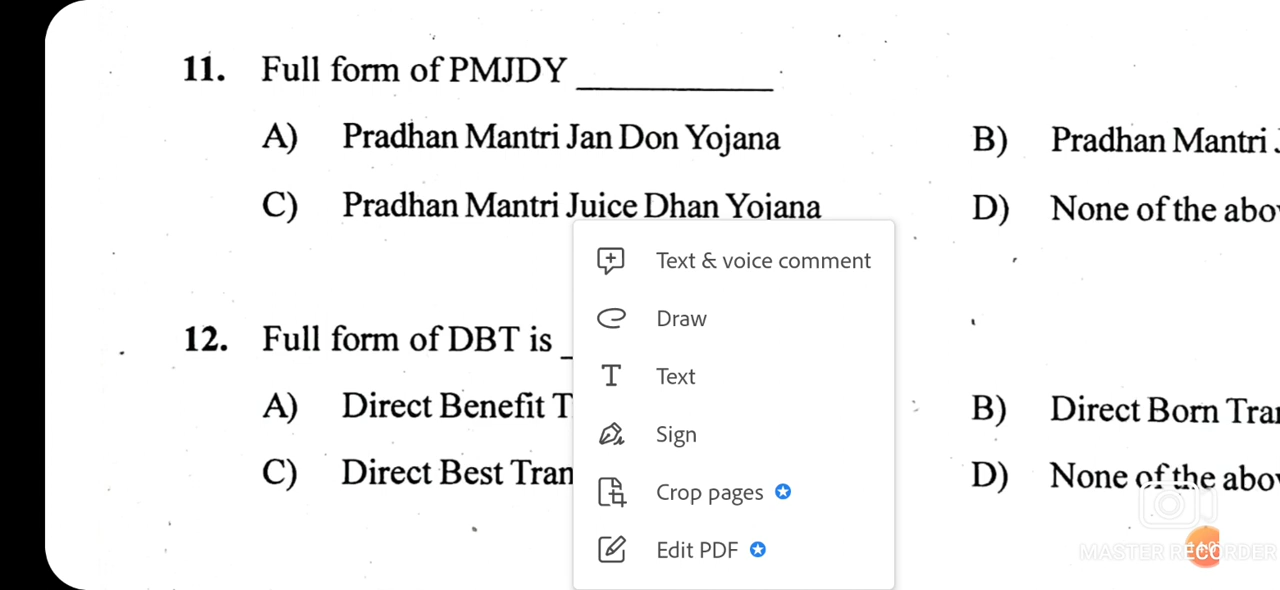 11. Full form of PMJDY
A) Pradhan Mantri Jan Don Yojana
B) Pradhan Mantri
C) Pradhan Mantri Juice Dhan Yojana
D) None of the abo
Text & voice comment
Draw
12. Full form of DBT is
Text
A) Direct Benefit T
B) Direct Born Tra
Sign
C) Direct Best Tran
D) None of the abo
Crop pages
Edit PDF
MASTER RECORDER